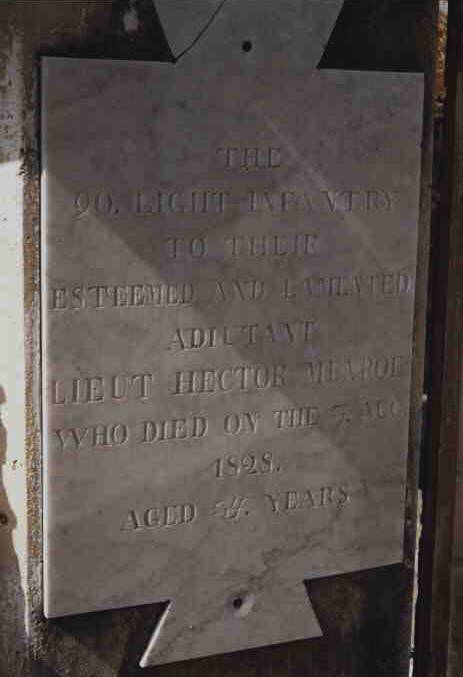 THE
90. LIGHT INFANTRY
TO THEIR
ESTEEMED AND LAMENTED
ADJUTANT
LIEUT HECTOR MUNROE
WHO DIED ON THE 7. AUG.
1828.
AGED 54. YEARS